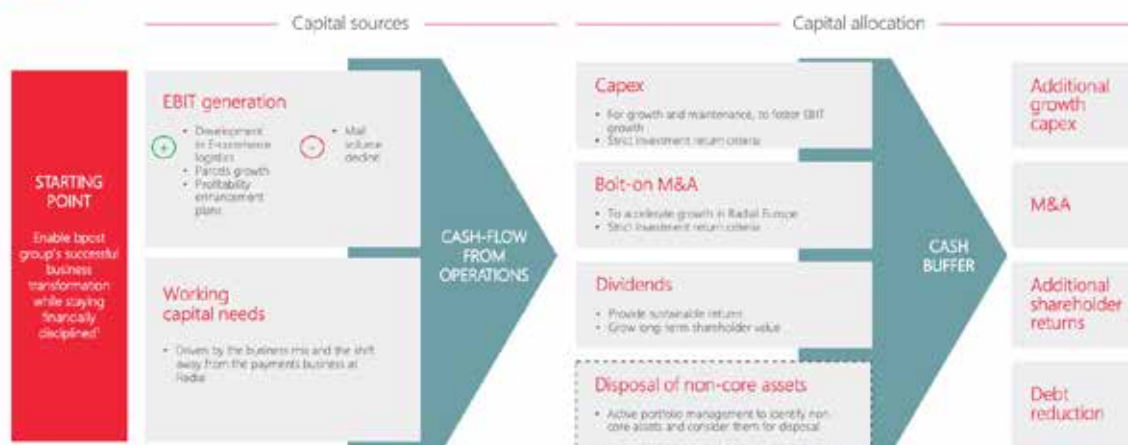 Capital sources
Capital allocation
STARTING
POINT
Enable bpost
group's successful
business
transformation
while staying
financially
disciplined¹
EBIT generation
+
• Development
in E-commerce
logistics
• Parcels growth
• Profitability
enhancement
plans
-
• Mail
volume
decline
Working
capital needs
• Driven by the business mix and the shift
away from the payments business at
Radial
CASH-FLOW
FROM
OPERATIONS
Capex
• For growth and maintenance, to foster EBIT
growth
• Strict investment return criteria
Bolt-on M&A
• To accelerate growth in Radial Europe
• Strict investment return criteria
Dividends
• Provide sustainable returns
• Grow long term shareholder value
Disposal of non-core assets
• Active portfolio management to identify non
core assets and consider them for disposal
CASH
BUFFER
Additional
growth
capex
M&A
Additional
shareholder
returns
Debt
reduction